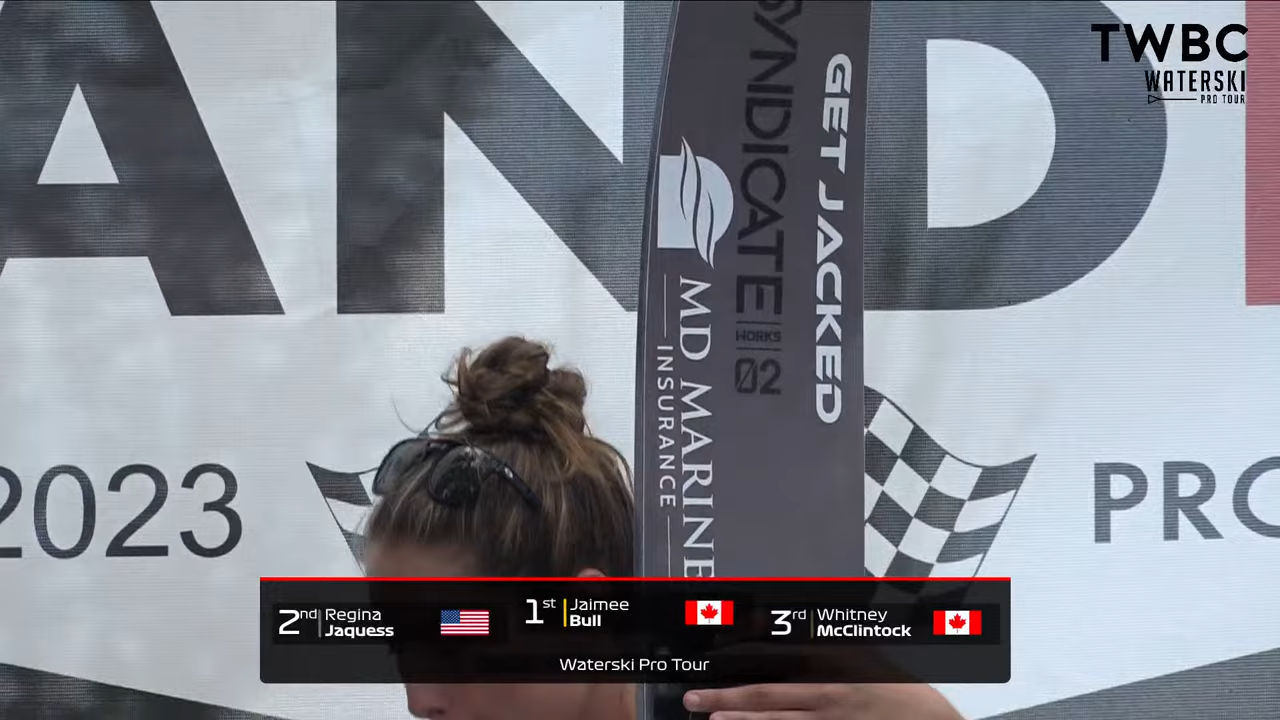 TWBC
WATERSKI
PRO TOUR
AND
SYNDICATE
WORKS
02
GET JACKED
MD MARINE
INSURANCE
2023
PRO
2nd Regina Jaquess
1st Jaimee Bull
3rd Whitney McClintock
Waterski Pro Tour